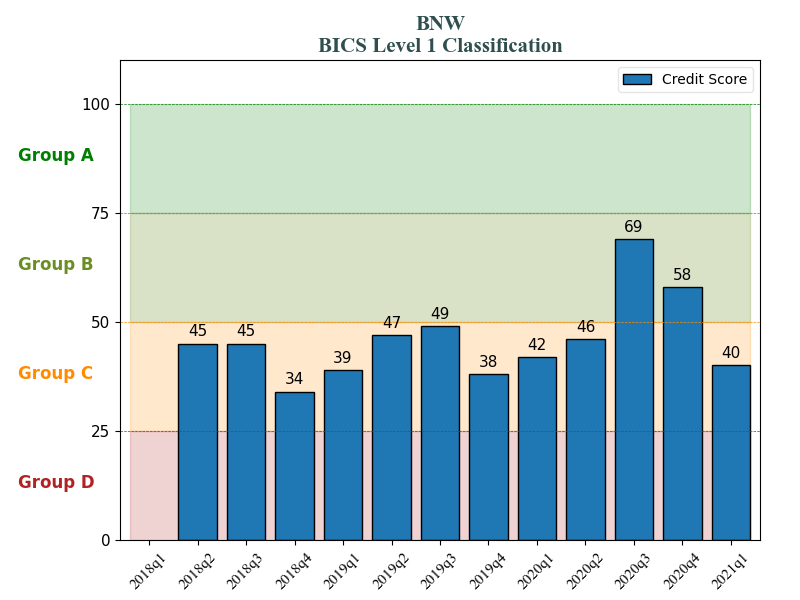 BNW
BICS Level 1 Classification
Credit Score
100
Group A
75
69
Group B
58
50
45
45
47
49
46
39
38
42
40
34
Group C
25
Group D
0
2018q1
2018q2
2018q3
2018q4
2019q1
2019q2
2019q3
2019q4
2020q1
2020q2
2020q3
2020q4
2021q1